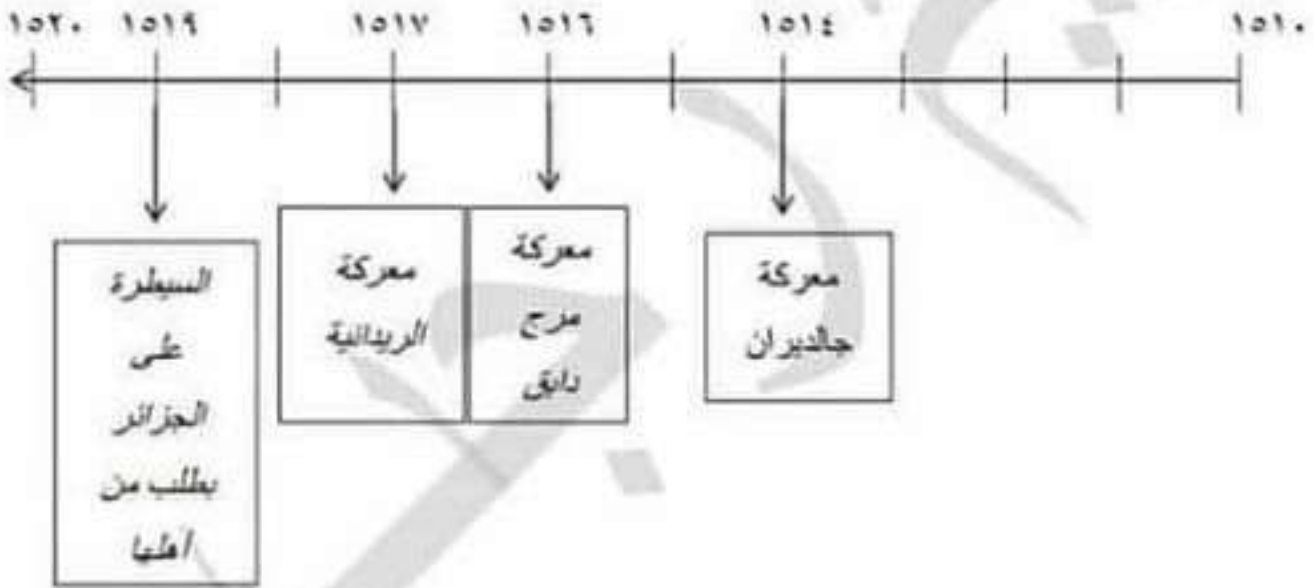 ١٥١٠
١٥١٤
١٥١٦
١٥١٧
١٥١٩
١٥٢٠
معركة
جالديران
معركة
مرج
دابق
معركة
الريدانية
السيطرة
على
الجزائر
بطلب من
أهلها